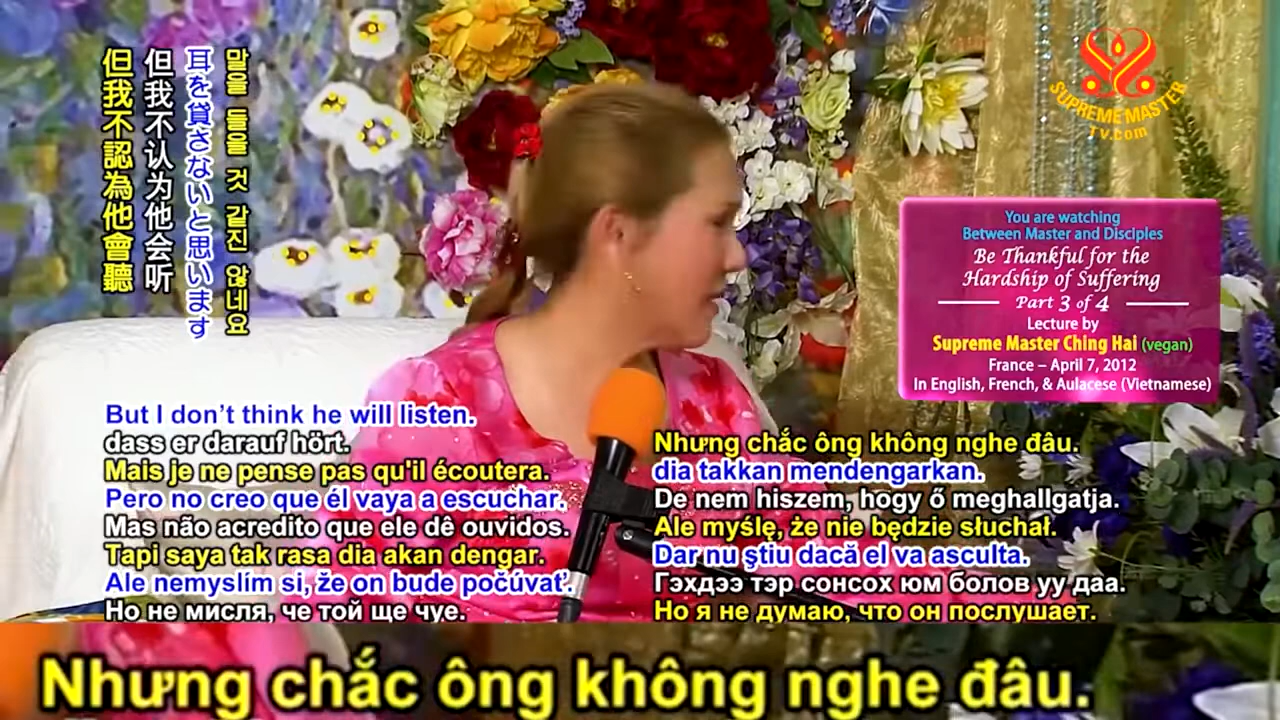 말을 들을 것 같진 않네요
耳を貸さないと思います
但我不认为他会听
但我不認為他會聽
SUPREME MASTER
TV.com
You are watching
Between Master and Disciples
Be Thankful for the
Hardship of Suffering
Part 3 of 4
Lecture by
Supreme Master Ching Hai (vegan)
France – April 7, 2012
In English, French, & Aulacese (Vietnamese)
But I don’t think he will listen.
dass er darauf hört.
Mais je ne pense pas qu'il écoutera.
Pero no creo que él vaya a escuchar.
Mas não acredito que ele dê ouvidos.
Tapi saya tak rasa dia akan dengar.
Ale nemyslím si, že on bude počúvať.
Но не мисля, че той ще чуе.
Nhưng chắc ông không nghe đâu.
dia takkan mendengarkan.
De nem hiszem, hogy ő meghallgatja.
Ale myślę, że nie będzie słuchał.
Dar nu ştiu dacă el va asculta.
Гэхдээ тэр сонсох юм болов уу даа.
Но я не думаю, что он послушает.
Nhưng chắc ông không nghe đâu.